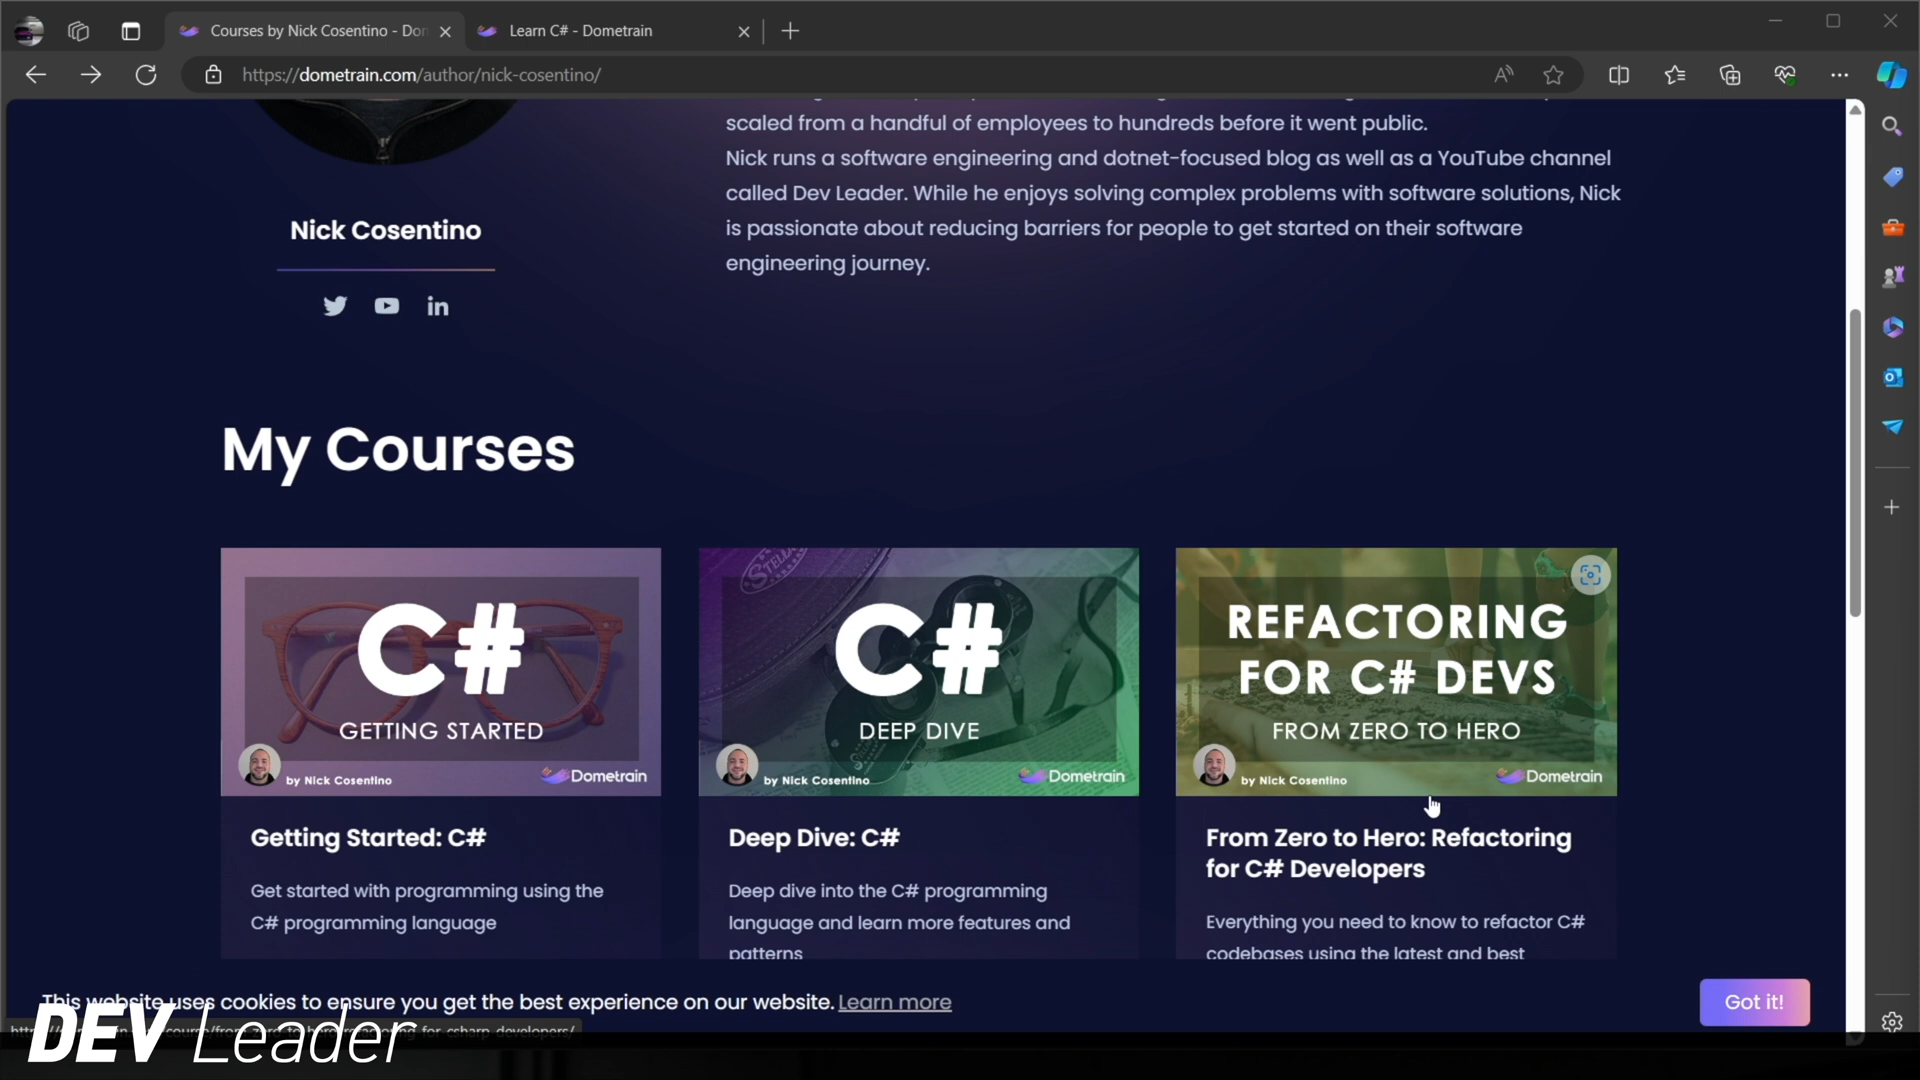 Courses by Nick Cosentino - Don
Learn C# - Dometrain
https://dometrain.com/author/nick-cosentino/
scaled from a handful of employees to hundreds before it went public.
Nick runs a software engineering and dotnet-focused blog as well as a YouTube channel
called Dev Leader. While he enjoys solving complex problems with software solutions, Nick
is passionate about reducing barriers for people to get started on their software
engineering journey.
Nick Cosentino
My Courses
C#
GETTING STARTED
by Nick Cosentino
Dometrain
C#
DEEP DIVE
by Nick Cosentino
Dometrain
REFACTORING
FOR C# DEVS
FROM ZERO TO HERO
by Nick Cosentino
Dometrain
Getting Started: C#
Get started with programming using the
C# programming language
Deep Dive: C#
Deep dive into the C# programming
language and learn more features and
patterns
From Zero to Hero: Refactoring
for C# Developers
Everything you need to know to refactor C#
codebases using the latest and best
This website uses cookies to ensure you get the best experience on our website. Learn more
Got it!
DEV Leader